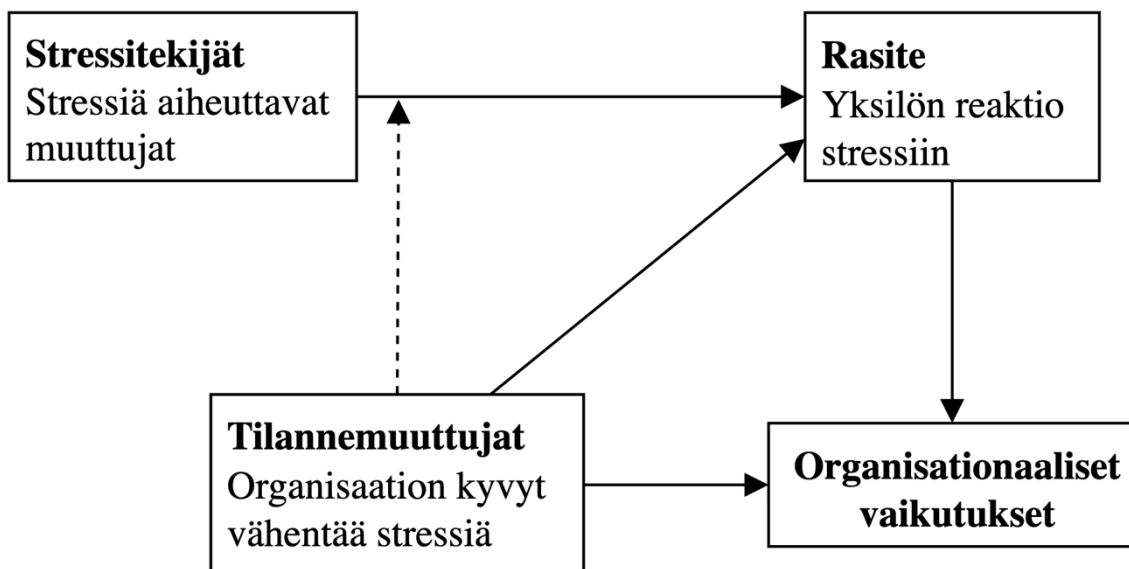 Stressitekijät
Stressiä aiheuttavat
muuttujat
Rasite
Yksilön reaktio
stressiin
Tilannemuuttujat
Organisaation kyvyt
vähentää stressiä
Organisationaaliset
vaikutukset